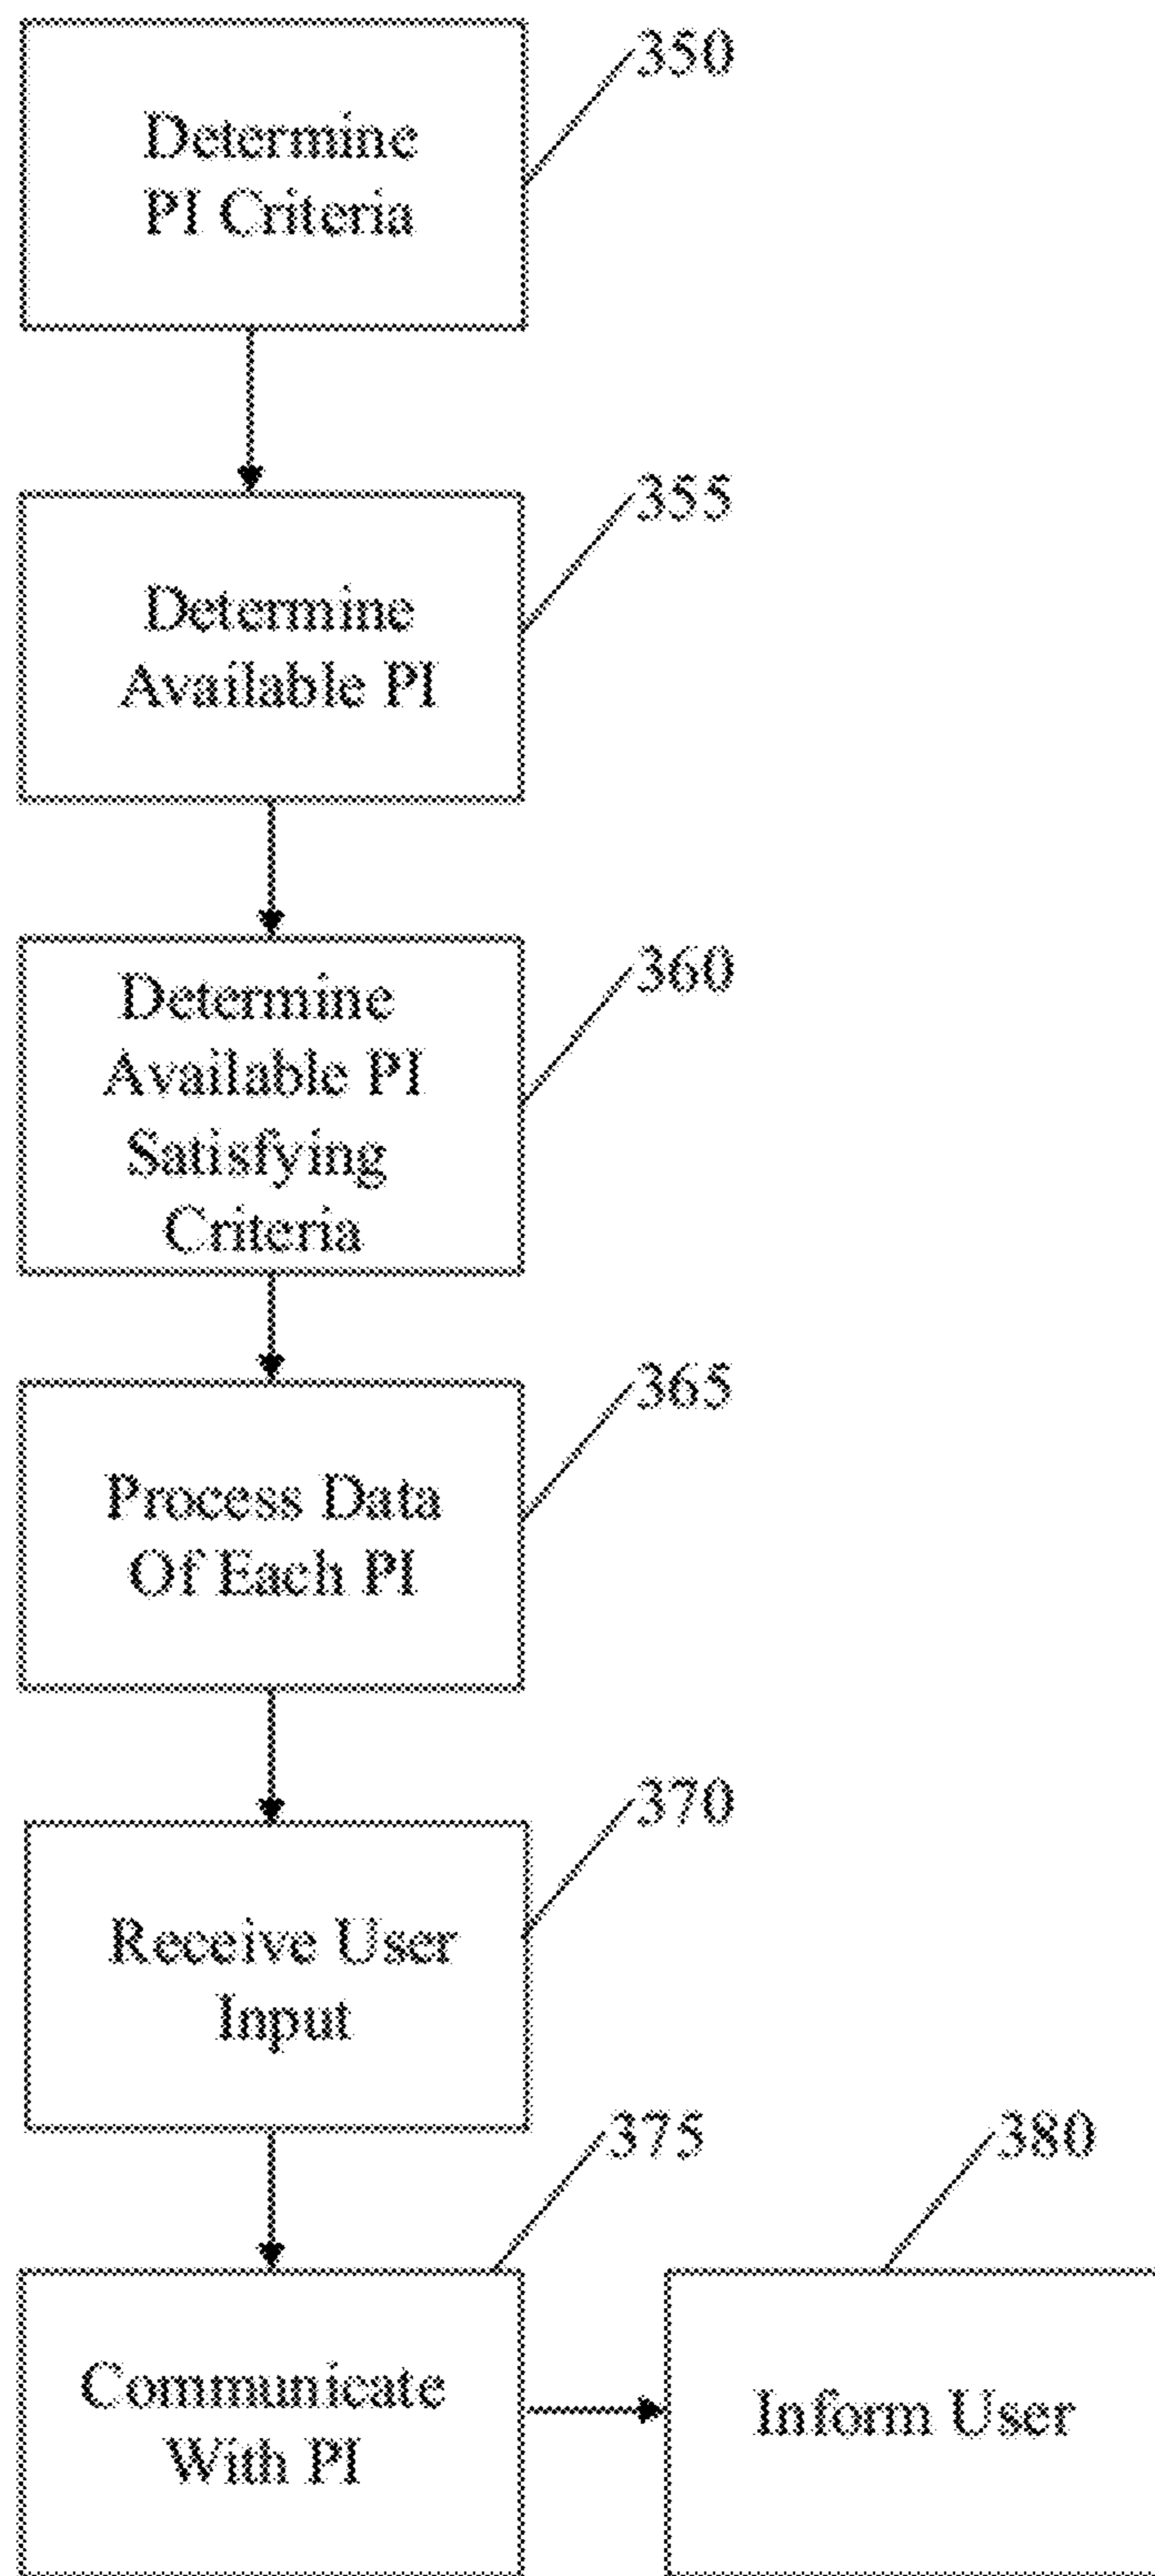 350
Determine
PI Criteria
355
Determine
Available PI
360
Determine
Available PI
Satisfying
Criteria
365
Process Data
Of Each PI
370
Receive User
Input
375
380
Communicate
With PI
Inform User